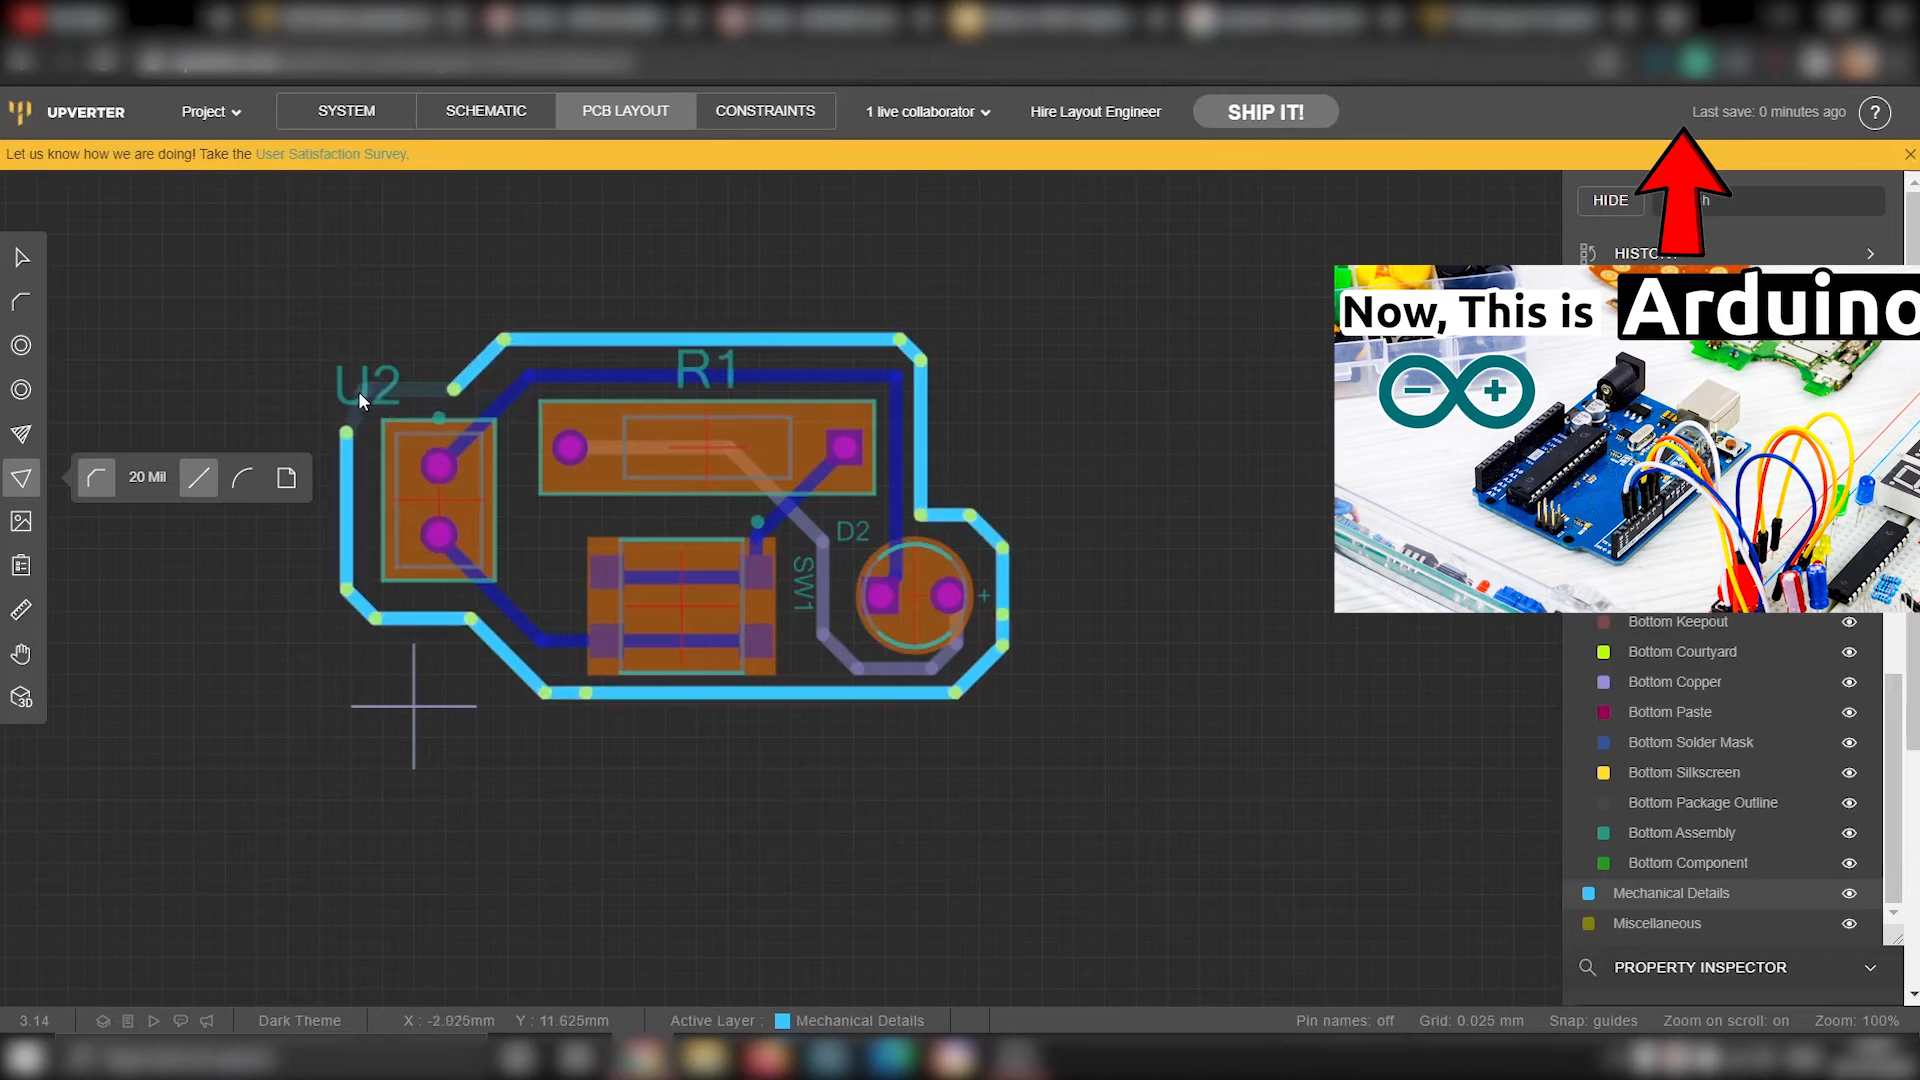 UPVERTER
Project
SYSTEM
SCHEMATIC
PCB LAYOUT
CONSTRAINTS
1 live collaborator
Hire Layout Engineer
SHIP IT!
Last save: 0 minutes ago
?
Let us know how we are doing! Take the User Satisfaction Survey.
HIDE
Now, This is Arduino
U2
R1
20 Mil
D2
SW1
+
3D
Bottom Keepout
Bottom Courtyard
Bottom Copper
Bottom Paste
Bottom Solder Mask
Bottom Silkscreen
Bottom Package Outline
Bottom Assembly
Bottom Component
Mechanical Details
Miscellaneous
PROPERTY INSPECTOR
3.14
Dark Theme
X : -2.025mm
Y : 11.625mm
Active Layer :
Mechanical Details
Pin names: off
Grid: 0.025 mm
Snap: guides
Zoom on scroll: on
Zoom: 100%